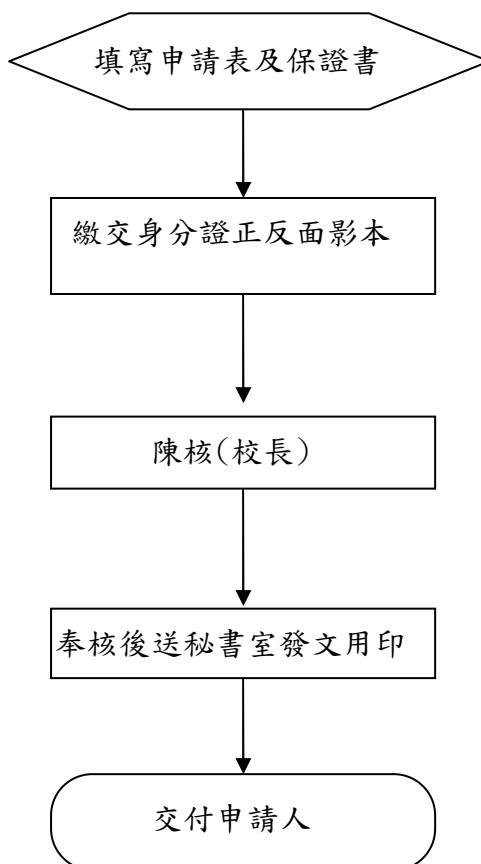 填寫申請表及保證書
繳交身分證正反面影本
陳核(校長)
奉核後送秘書室發文用印
交付申請人